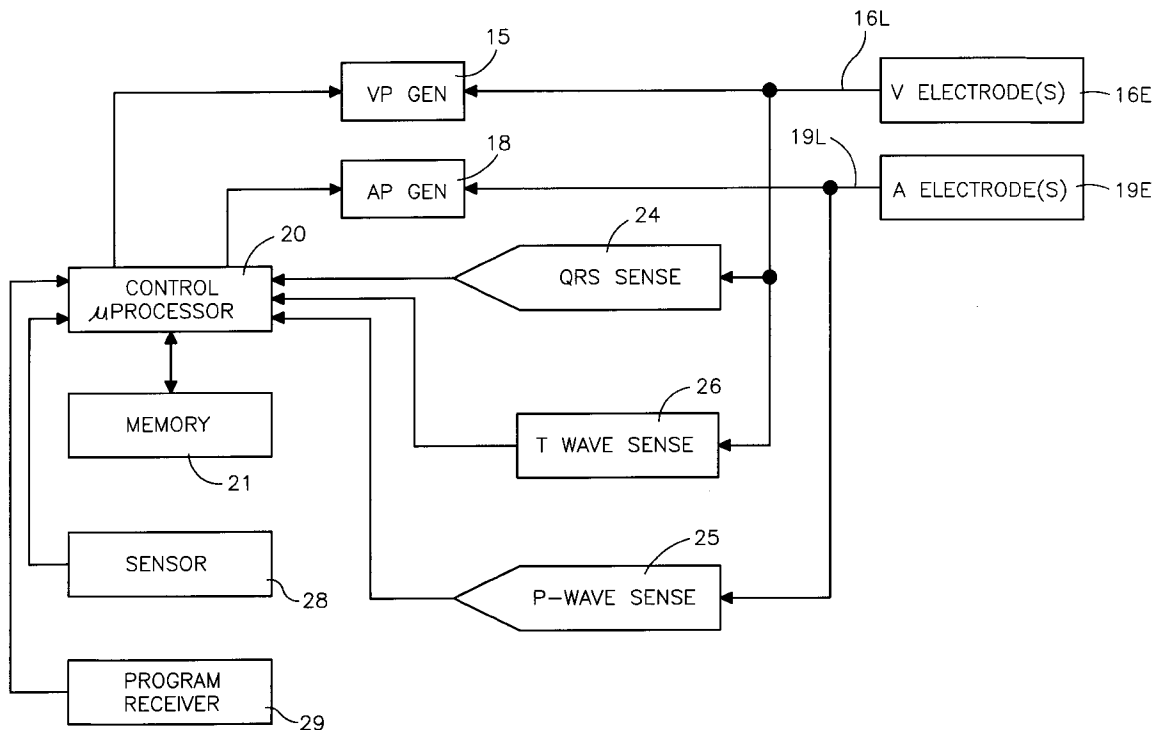 15
16L
VP GEN
V ELECTRODE(S)
16E
18
19L
AP GEN
A ELECTRODE(S)
19E
20
24
CONTROL
µPROCESSOR
QRS SENSE
26
MEMORY
T WAVE SENSE
21
25
SENSOR
P-WAVE SENSE
28
PROGRAM
RECEIVER
29